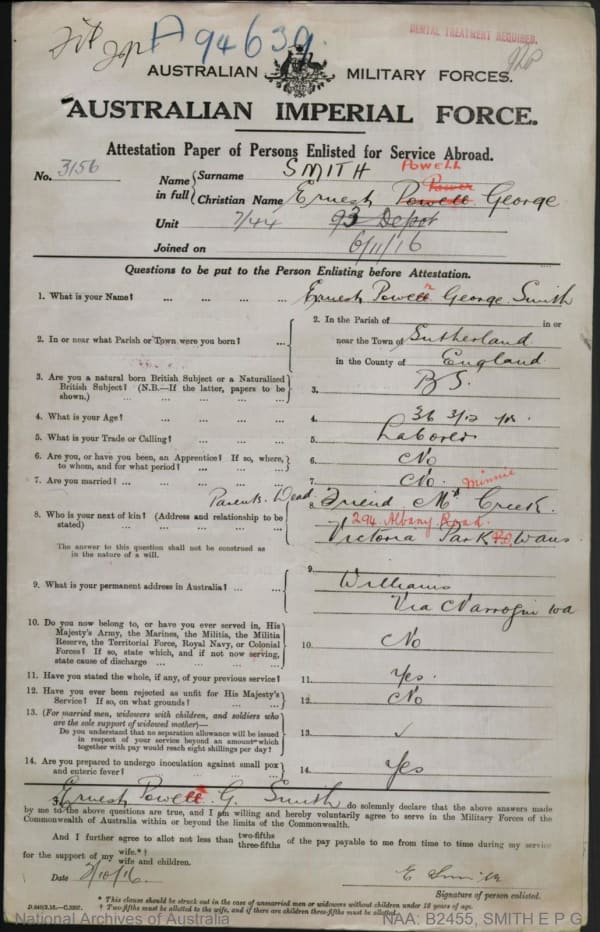 A 94639.
DENTAL TREATMENT REQUIRED.
AUSTRALIAN MILITARY FORCES.
AUSTRALIAN IMPERIAL FORCE.
Attestation Paper of Persons Enlisted for Service Abroad.
No. 3156
Name in full { Surname SMITH POWELL
Power
Christian Name Ernest Powell George
Unit 7/44 93 Depot
Joined on 6/11/16
Questions to be put to the Person Enlisting before Attestation.
1. What is your Name? ... ... ... ... Ernest Powell George Smith
2. In or near what Parish or Town were you born? ... 2. In the Parish of in or
near the Town of Sutherland
in the County of England
3. Are you a natural born British Subject or a Naturalized
British Subject? (N.B.—If the latter, papers to be
shown.) ... ... ... ... 3. B S.
4. What is your Age? ... ... ... ... 4. 36 3/12 yrs.
5. What is your Trade or Calling? ... ... ... 5. Laborer
6. Are you, or have you been, an Apprentice? If so, where,
to whom, and for what period? ... ... ... 6. No
7. Are you married? ... ... ... ... 7. No.
Parents Dead. Minnie
8. Who is your next of kin? (Address and relationship to be
stated) ... ... ... ... 8. Friend Mrs Creek.
294 Albany Road.
Victoria Park Waus.
The answer to this question shall not be construed as
in the nature of a will.
9. What is your permanent address in Australia? ... ... 9. Williams
Via Narrogin WA
10. Do you now belong to, or have you ever served in, His
Majesty's Army, the Marines, the Militia, the Militia
Reserve, the Territorial Force, Royal Navy, or Colonial
Forces? If so, state which, and if not now serving,
state cause of discharge ... ... ... 10. No
11. Have you stated the whole, if any, of your previous service? 11. Yes.
12. Have you ever been rejected as unfit for His Majesty's
Service? If so, on what grounds? ... ... 12. No
13. (For married men, widowers with children, and soldiers who
are the sole support of widowed mother)—
Do you understand that no separation allowance will be issued
in respect of your service beyond an amount which
together with pay would reach eight shillings per day? 13. ✓
14. Are you prepared to undergo inoculation against small pox
and enteric fever? ... ... ... ... 14. Yes
I, Ernest Powell G. Smith do solemnly declare that the above answers made
by me to the above questions are true, and I am willing and hereby voluntarily agree to serve in the Military Forces of the
Commonwealth of Australia within or beyond the limits of the Commonwealth.
And I further agree to allot not less than two-fifths three-fifths of the pay payable to me from time to time during my service
for the support of my wife.*† wife and children.
Date 2/10/16. E Smith
Signature of person enlisted.
* This clause should be struck out in the case of unmarried men or widowers without children under 18 years of age.
† Two-fifths must be allotted to the wife, and if there are children three-fifths must be allotted.
National Archives of Australia NAA: B2455, SMITH E P G